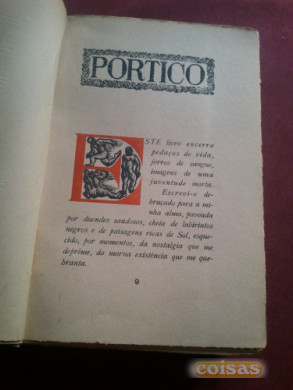 PORTICO
ESTE livro encerra
pedaços de vida,
jorros de sangue,
imagens de uma
juventude morta.
Escrevi-o de-
bruçado para a mi-
nha alma, povoada
por duendes saudosos, cheia de labirintos
negros e de paisagens ricas de Sol, esque-
cido, por momentos, da nostalgia que me
deprime, da morna existência que me que-
branta.
9
coisas